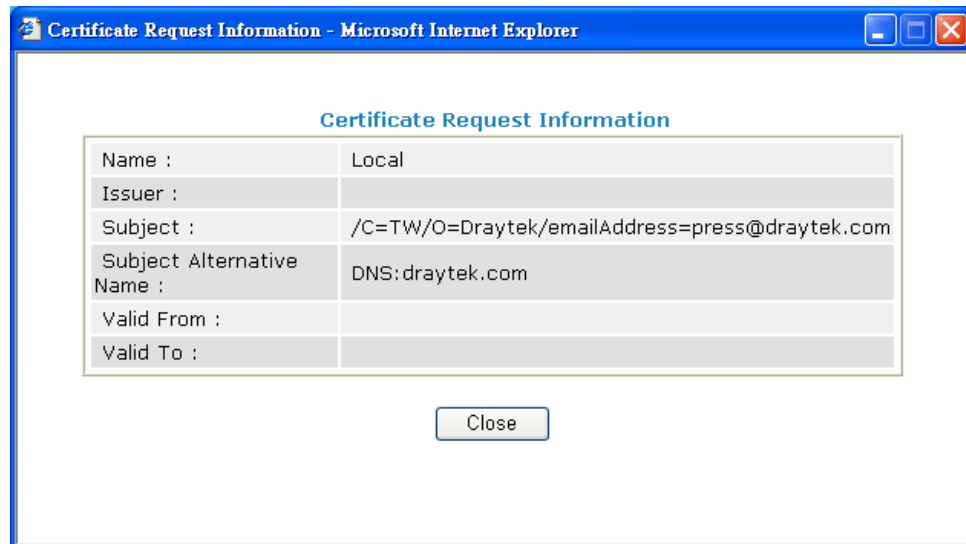 Certificate Request Information - Microsoft Internet Explorer
Certificate Request Information
Name : Local
Issuer :
Subject : /C=TW/O=Draytek/emailAddress=press@draytek.com
Subject Alternative
Name : DNS:draytek.com
Valid From :
Valid To :
Close